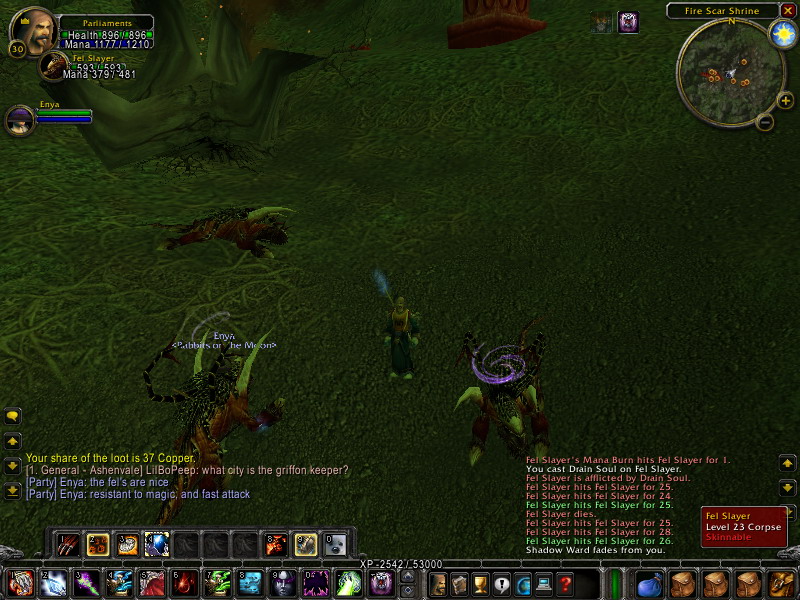 Parliaments
Health 896 / 896
Mana 1177 / 1210
30
Fel Slayer
593 / 593
Mana 379 / 481
Enya
Fire Scar Shrine
N
Enya
<Rabbits on the Moon>
Your share of the loot is 37 Copper.
[1. General - Ashenvale] LilBoPeep: what city is the griffon keeper?
[Party] Enya: the fel's are nice
[Party] Enya: resistant to magic, and fast attack
Fel Slayer's Mana Burn hits Fel Slayer for 1.
You cast Drain Soul on Fel Slayer.
Fel Slayer is afflicted by Drain Soul.
Fel Slayer hits Fel Slayer for 25.
Fel Slayer hits Fel Slayer for 24.
Fel Slayer hits Fel Slayer for 25.
Fel Slayer dies.
Fel Slayer hits Fel Slayer for 25.
Fel Slayer hits Fel Slayer for 28.
Fel Slayer hits Fel Slayer for 26.
Shadow Ward fades from you.
Fel Slayer
Level 23 Corpse
Skinnable
XP -2542 / 53000